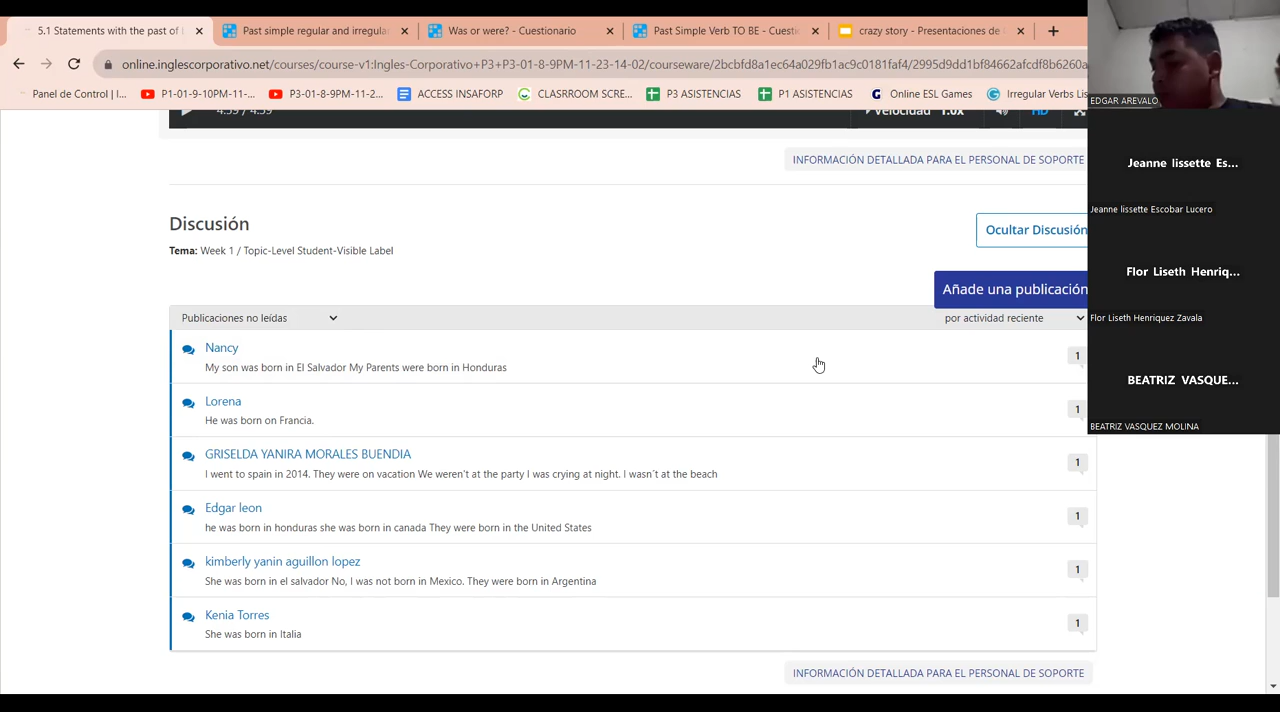 5.1 Statements with the past of
Past simple regular and irregula
Was or were? - Cuestionario
Past Simple Verb TO BE - Cuesti
crazy story - Presentaciones de
online.inglescorporativo.net/courses/course-v1:Ingles-Corporativo+P3+P3-01-8-9PM-11-23-14-02/courseware/2bcbfd8a1ec64a029fb1ac9c0181faf4/2995d9dd1bf84662afcdf8b6260a
Panel de Control | I...
P1-01-9-10PM-11-...
P3-01-8-9PM-11-2...
ACCESS INSAFORP
CLASRROOM SCRE...
P3 ASISTENCIAS
P1 ASISTENCIAS
Online ESL Games
Irregular Verbs Lis
4:59 / 4:59
Velocidad 1.0x
HD
INFORMACIÓN DETALLADA PARA EL PERSONAL DE SOPORTE
Discusión
Ocultar Discusión
Tema: Week 1 / Topic-Level Student-Visible Label
Añade una publicación
Publicaciones no leídas
por actividad reciente
Nancy
My son was born in El Salvador My Parents were born in Honduras
1
Lorena
He was born on Francia.
1
GRISELDA YANIRA MORALES BUENDIA
I went to spain in 2014. They were on vacation We weren't at the party I was crying at night. I wasn´t at the beach
1
Edgar leon
he was born in honduras she was born in canada They were born in the United States
1
kimberly yanin aguillon lopez
She was born in el salvador No, I was not born in Mexico. They were born in Argentina
1
Kenia Torres
She was born in Italia
1
INFORMACIÓN DETALLADA PARA EL PERSONAL DE SOPORTE
EDGAR AREVALO
Jeanne lissette Es...
Jeanne lissette Escobar Lucero
Flor Liseth Henriq...
Flor Liseth Henriquez Zavala
BEATRIZ VASQUE...
BEATRIZ VASQUEZ MOLINA